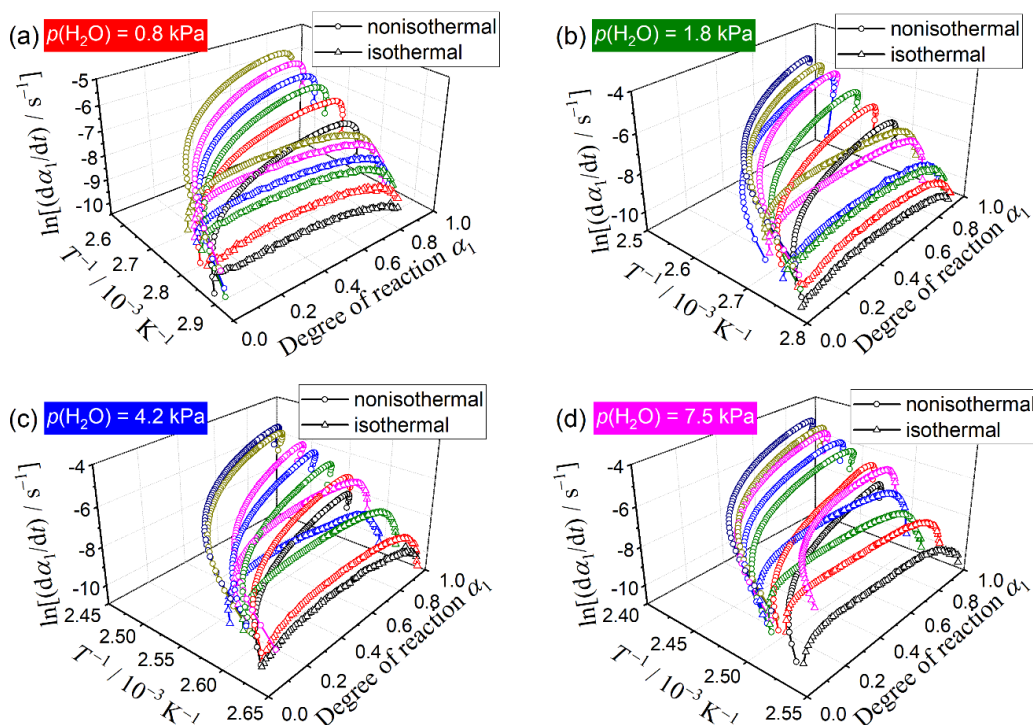 (a) p(H₂O) = 0.8 kPa
nonisothermal
isothermal
ln[(dα₁/dt) / s⁻¹]
-5
-6
-7
-8
-9
-10
2.6
2.7
2.8
2.9
T⁻¹ / 10⁻³ K⁻¹
0.0
0.2
0.4
0.6
0.8
1.0
Degree of reaction α₁
(b) p(H₂O) = 1.8 kPa
nonisothermal
isothermal
ln[(dα₁/dt) / s⁻¹]
-4
-6
-8
-10
2.5
2.6
2.7
2.8
T⁻¹ / 10⁻³ K⁻¹
0.0
0.2
0.4
0.6
0.8
1.0
Degree of reaction α₁
(c) p(H₂O) = 4.2 kPa
nonisothermal
isothermal
ln[(dα₁/dt) / s⁻¹]
-4
-6
-8
-10
2.45
2.50
2.55
2.60
2.65
T⁻¹ / 10⁻³ K⁻¹
0.0
0.2
0.4
0.6
0.8
1.0
Degree of reaction α₁
(d) p(H₂O) = 7.5 kPa
nonisothermal
isothermal
ln[(dα₁/dt) / s⁻¹]
-4
-6
-8
-10
2.40
2.45
2.50
2.55
T⁻¹ / 10⁻³ K⁻¹
0.0
0.2
0.4
0.6
0.8
1.0
Degree of reaction α₁